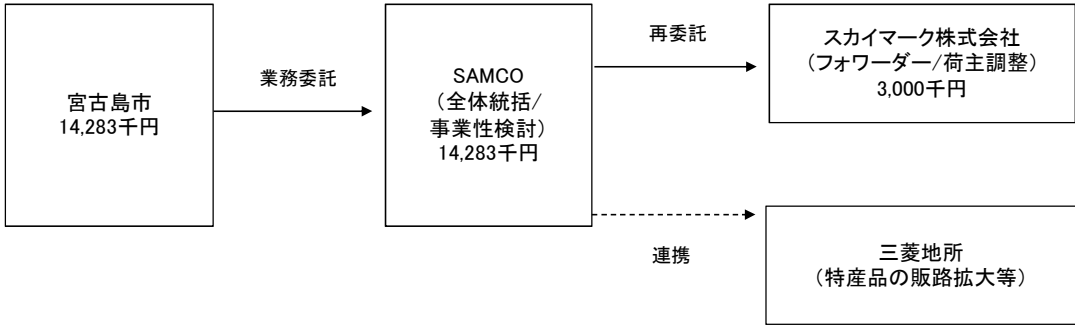 宮古島市
14,283千円
業務委託
SAMCO
（全体統括/
事業性検討）
14,283千円
再委託
スカイマーク株式会社
（フォワーダー/荷主調整）
3,000千円
連携
三菱地所
（特産品の販路拡大等）